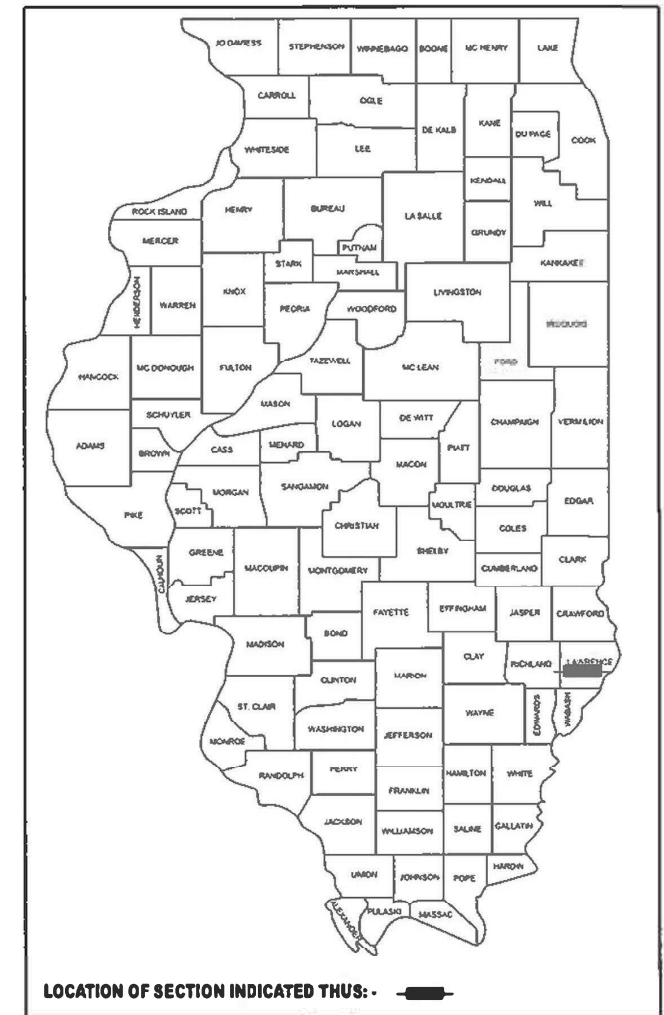 JO DAVIESS STEPHENSON WINNEBAGO BOONE MC HENRY LAKE
CARROLL OGLE DE KALB KANE DU PAGE COOK
WHITESIDE LEE
KENDALL WILL
ROCK ISLAND HENRY BUREAU LA SALLE GRUNDY
MERCER PUTNAM
STARK MARSHALL KANKAKEE
HENDERSON WARREN KNOX PEORIA WOODFORD LIVINGSTON IROQUOIS
HANCOCK MC DONOUGH FULTON TAZEWELL MC LEAN FORD
SCHUYLER MASON LOGAN DE WITT CHAMPAIGN VERMILION
ADAMS BROWN CASS MENARD MACON PIATT
PIKE SCOTT MORGAN SANGAMON MOULTRIE DOUGLAS EDGAR
CHRISTIAN COLES
CALHOUN GREENE MACOUPIN MONTGOMERY SHELBY CUMBERLAND CLARK
JERSEY FAYETTE EFFINGHAM JASPER CRAWFORD
MADISON BOND CLAY RICHLAND LAWRENCE
CLINTON MARION
ST. CLAIR WASHINGTON JEFFERSON WAYNE EDWARDS WABASH
MONROE
RANDOLPH PERRY FRANKLIN HAMILTON WHITE
JACKSON WILLIAMSON SALINE GALLATIN
UNION JOHNSON POPE HARDIN
ALEXANDER PULASKI MASSAC
LOCATION OF SECTION INDICATED THUS: -